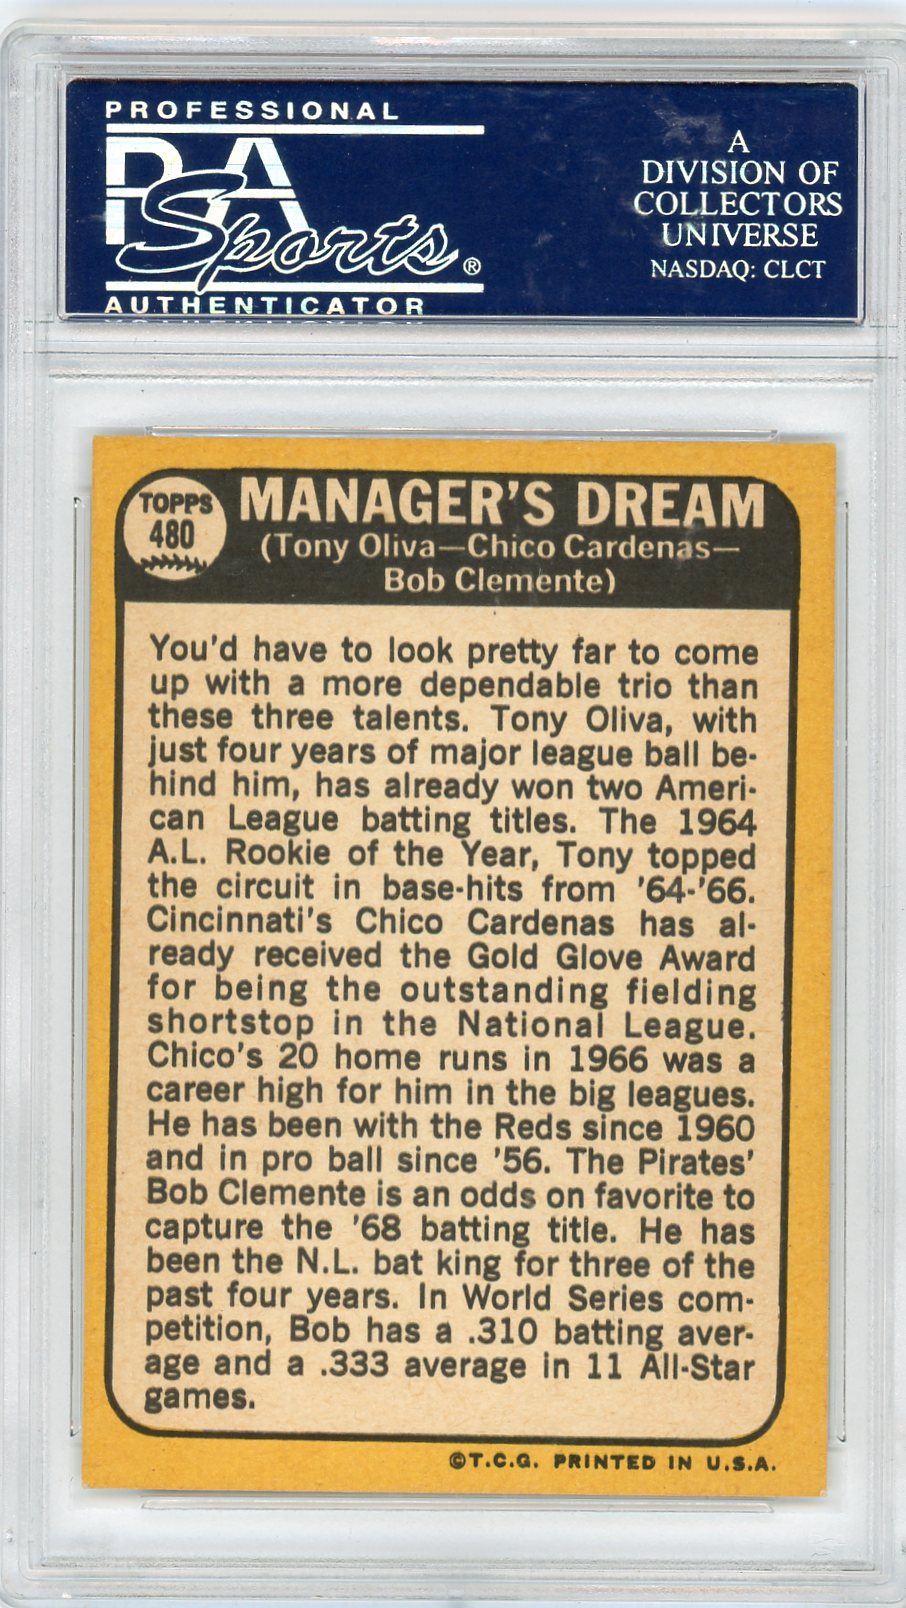 PROFESSIONAL
PSA
Sports®
AUTHENTICATOR
A
DIVISION OF
COLLECTORS
UNIVERSE
NASDAQ: CLCT
TOPPS
480
MANAGER'S DREAM
(Tony Oliva—Chico Cardenas—
Bob Clemente)
You'd have to look pretty far to come
up with a more dependable trio than
these three talents. Tony Oliva, with
just four years of major league ball be-
hind him, has already won two Ameri-
can League batting titles. The 1964
A.L. Rookie of the Year, Tony topped
the circuit in base-hits from '64-'66.
Cincinnati's Chico Cardenas has al-
ready received the Gold Glove Award
for being the outstanding fielding
shortstop in the National League.
Chico's 20 home runs in 1966 was a
career high for him in the big leagues.
He has been with the Reds since 1960
and in pro ball since '56. The Pirates'
Bob Clemente is an odds on favorite to
capture the '68 batting title. He has
been the N.L. bat king for three of the
past four years. In World Series com-
petition, Bob has a .310 batting aver-
age and a .333 average in 11 All-Star
games.
©T.C.G. PRINTED IN U.S.A.